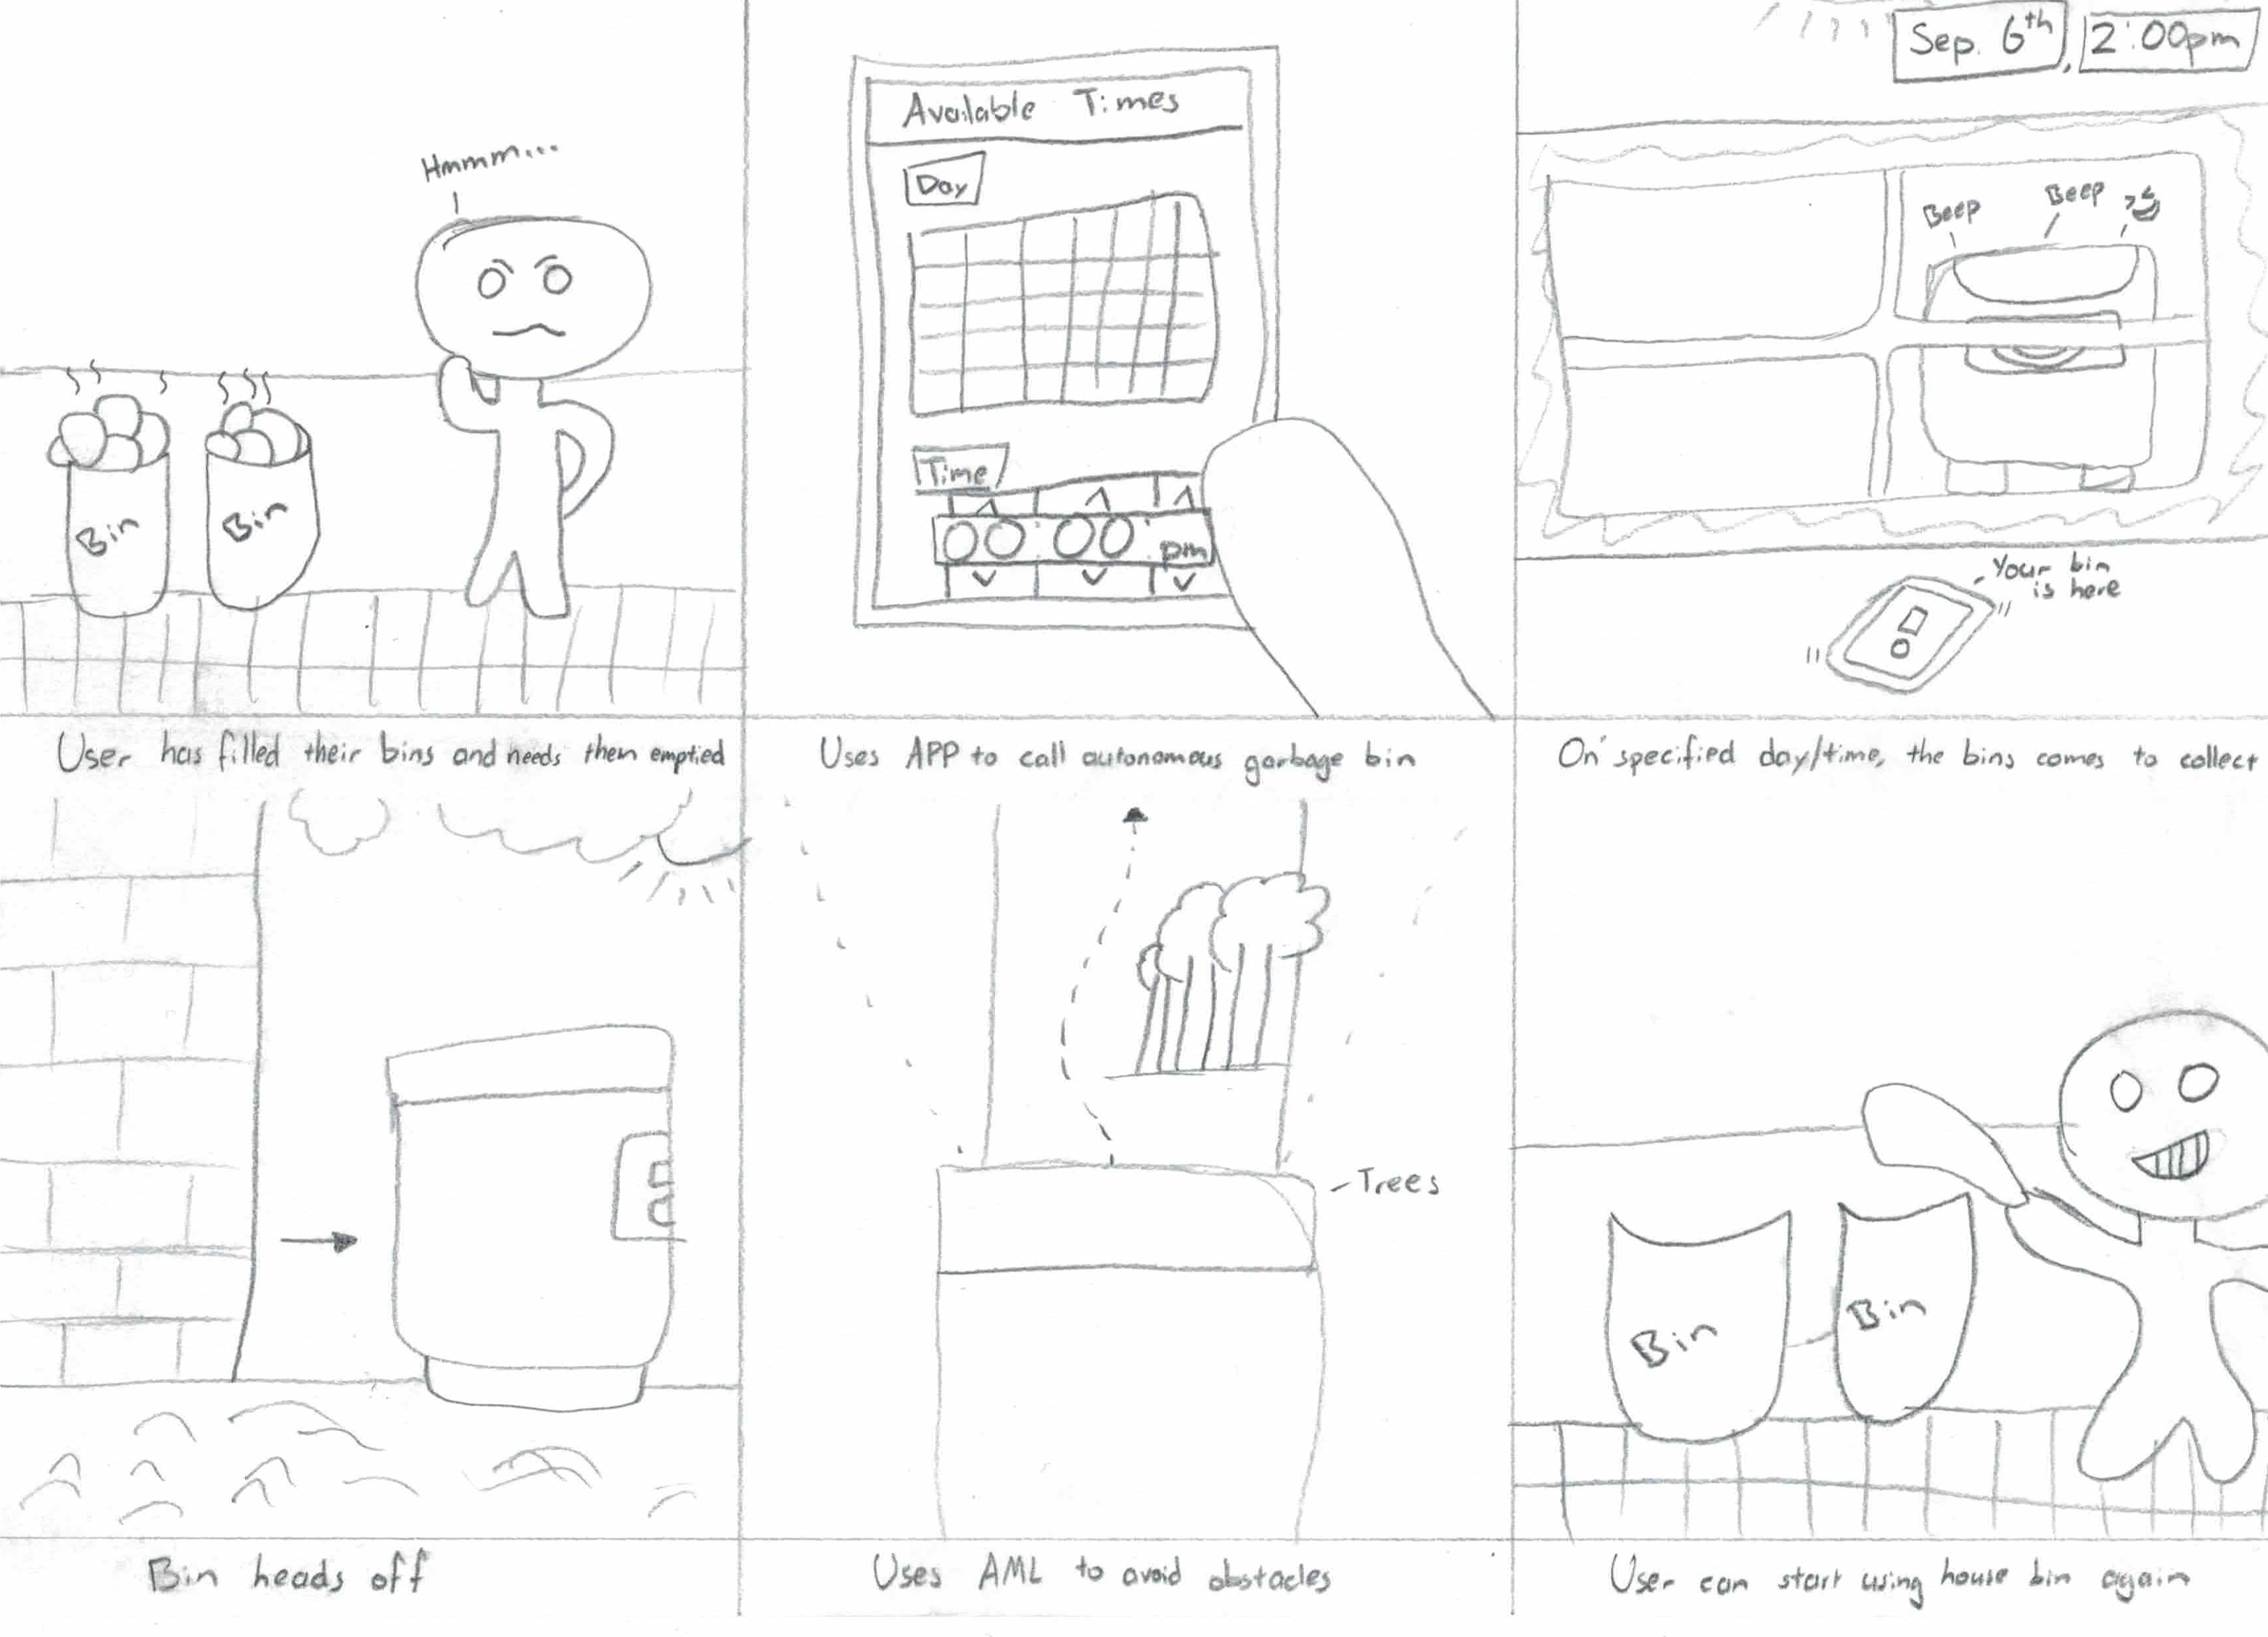 Hmmm...
Bin
Bin
User has filled their bins and needs them emptied
Available Times
Day
Time
00:00: pm
Uses APP to call autonomous garbage bin
Sep. 6th, 2:00pm
Beep
Beep
Your bin
is here
On specified day/time, the bins comes to collect
Bin heads off
Trees
Uses AML to avoid obstacles
Bin
Bin
User can start using house bin again